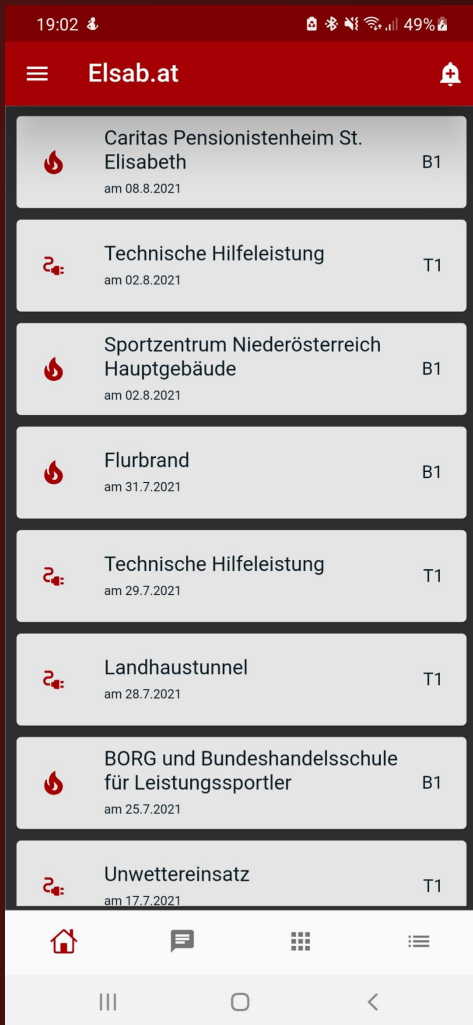 19:02
49%
Elsab.at
Caritas Pensionistenheim St.
Elisabeth
B1
am 08.8.2021
Technische Hilfeleistung
T1
am 02.8.2021
Sportzentrum Niederösterreich
Hauptgebäude
B1
am 02.8.2021
Flurbrand
B1
am 31.7.2021
Technische Hilfeleistung
T1
am 29.7.2021
Landhaustunnel
T1
am 28.7.2021
BORG und Bundeshandelsschule
für Leistungssportler
B1
am 25.7.2021
Unwettereinsatz
T1
am 17.7.2021